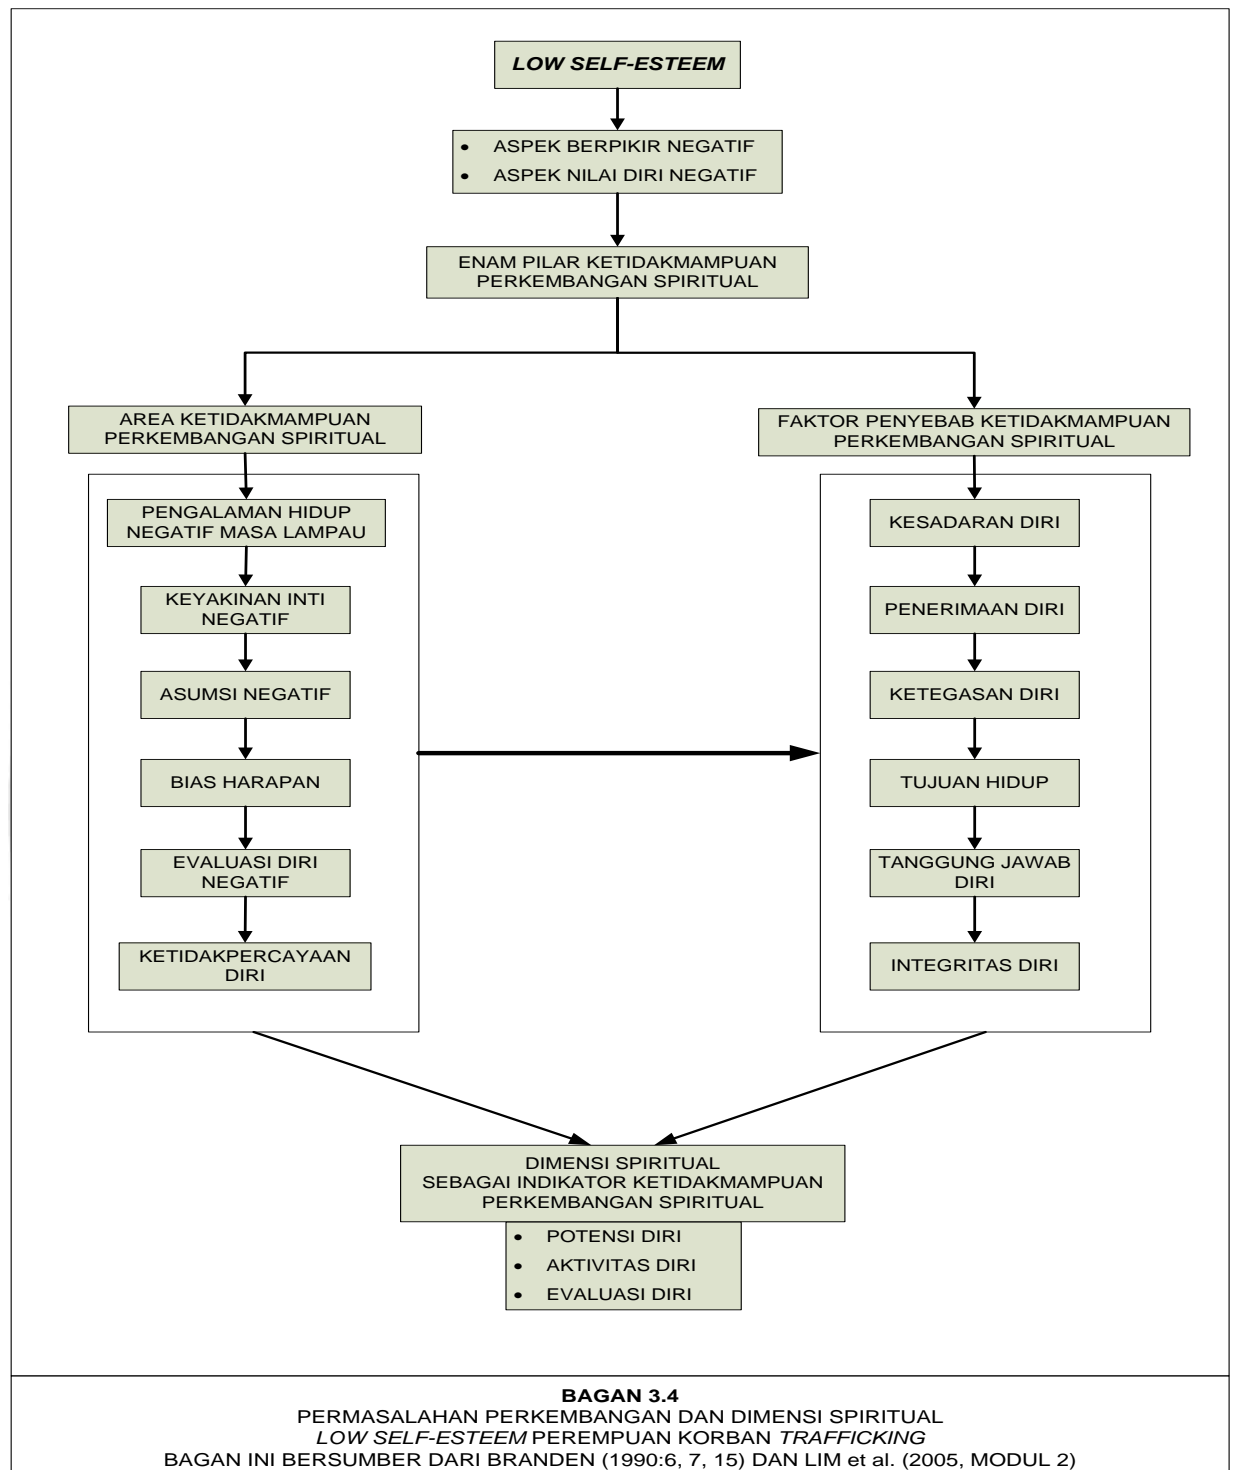 LOW SELF-ESTEEM
• ASPEK BERPIKIR NEGATIF
• ASPEK NILAI DIRI NEGATIF
ENAM PILAR KETIDAKMAMPUAN
PERKEMBANGAN SPIRITUAL
AREA KETIDAKMAMPUAN
PERKEMBANGAN SPIRITUAL
PENGALAMAN HIDUP
NEGATIF MASA LAMPAU
KEYAKINAN INTI
NEGATIF
ASUMSI NEGATIF
BIAS HARAPAN
EVALUASI DIRI
NEGATIF
KETIDAKPERCAYAAN
DIRI
FAKTOR PENYEBAB KETIDAKMAMPUAN
PERKEMBANGAN SPIRITUAL
KESADARAN DIRI
PENERIMAAN DIRI
KETEGASAN DIRI
TUJUAN HIDUP
TANGGUNG JAWAB
DIRI
INTEGRITAS DIRI
DIMENSI SPIRITUAL
SEBAGAI INDIKATOR KETIDAKMAMPUAN
PERKEMBANGAN SPIRITUAL
• POTENSI DIRI
• AKTIVITAS DIRI
• EVALUASI DIRI
BAGAN 3.4
PERMASALAHAN PERKEMBANGAN DAN DIMENSI SPIRITUAL
LOW SELF-ESTEEM PEREMPUAN KORBAN TRAFFICKING
BAGAN INI BERSUMBER DARI BRANDEN (1990:6, 7, 15) DAN LIM et al. (2005, MODUL 2)